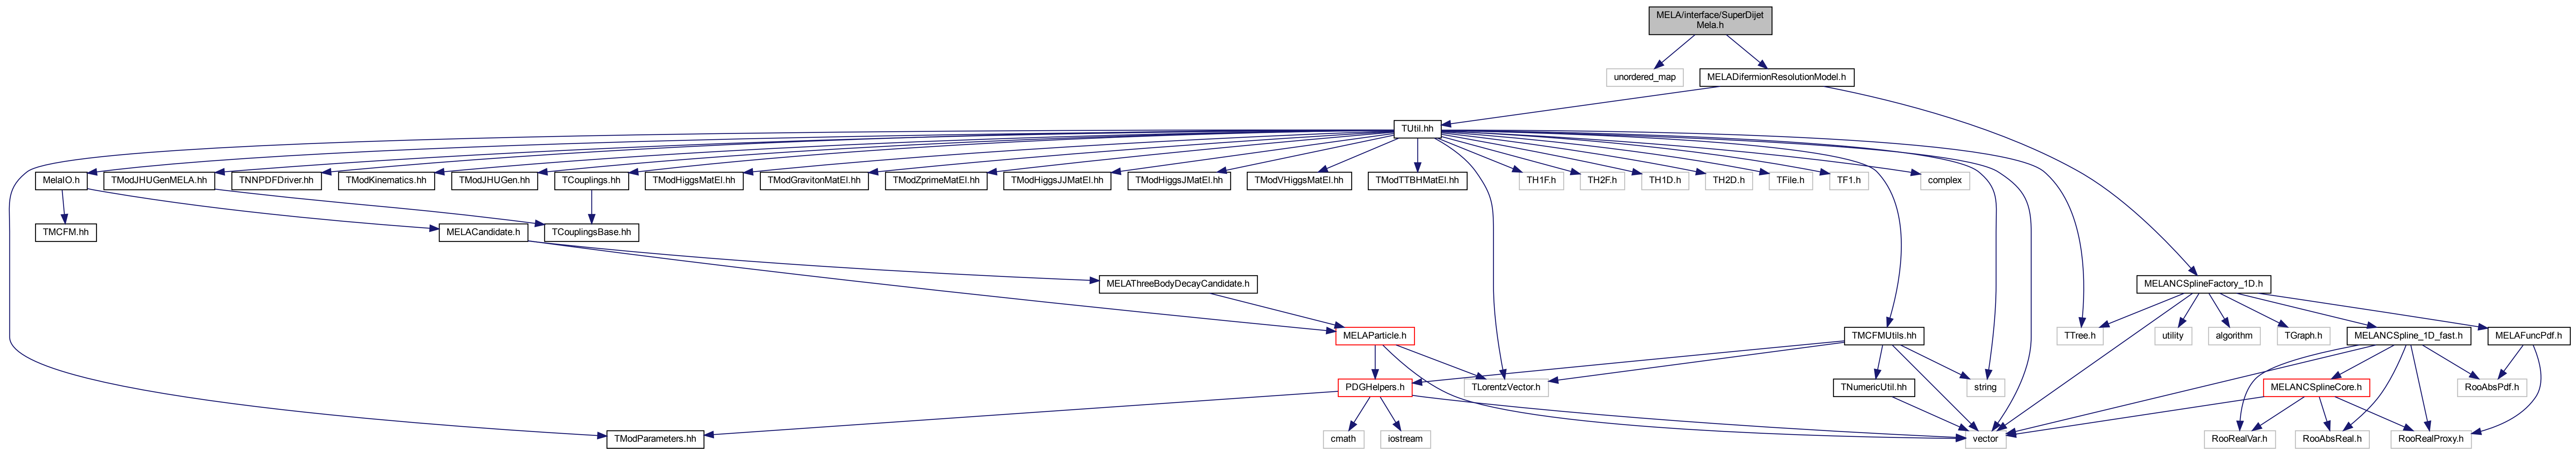 MELA/interface/SuperDijet
Mela.h
unordered_map
MELADifermionResolutionModel.h
TUtil.hh
MelaIO.h
TModJHUGenMELA.hh
TNNPDFDriver.hh
TModKinematics.hh
TModJHUGen.hh
TCouplings.hh
TModHiggsMatEl.hh
TModGravitonMatEl.hh
TModZprimeMatEl.hh
TModHiggsJJMatEl.hh
TModHiggsJMatEl.hh
TModVHiggsMatEl.hh
TModTTBHMatEl.hh
TH1F.h
TH2F.h
TH1D.h
TH2D.h
TFile.h
TF1.h
complex
TMCFM.hh
MELACandidate.h
TCouplingsBase.hh
MELAThreeBodyDecayCandidate.h
MELANCSplineFactory_1D.h
MELAParticle.h
TMCFMUtils.hh
TTree.h
utility
algorithm
TGraph.h
MELANCSpline_1D_fast.h
MELAFuncPdf.h
PDGHelpers.h
TLorentzVector.h
TNumericUtil.hh
string
MELANCSplineCore.h
RooAbsPdf.h
TModParameters.hh
cmath
iostream
vector
RooRealVar.h
RooAbsReal.h
RooRealProxy.h